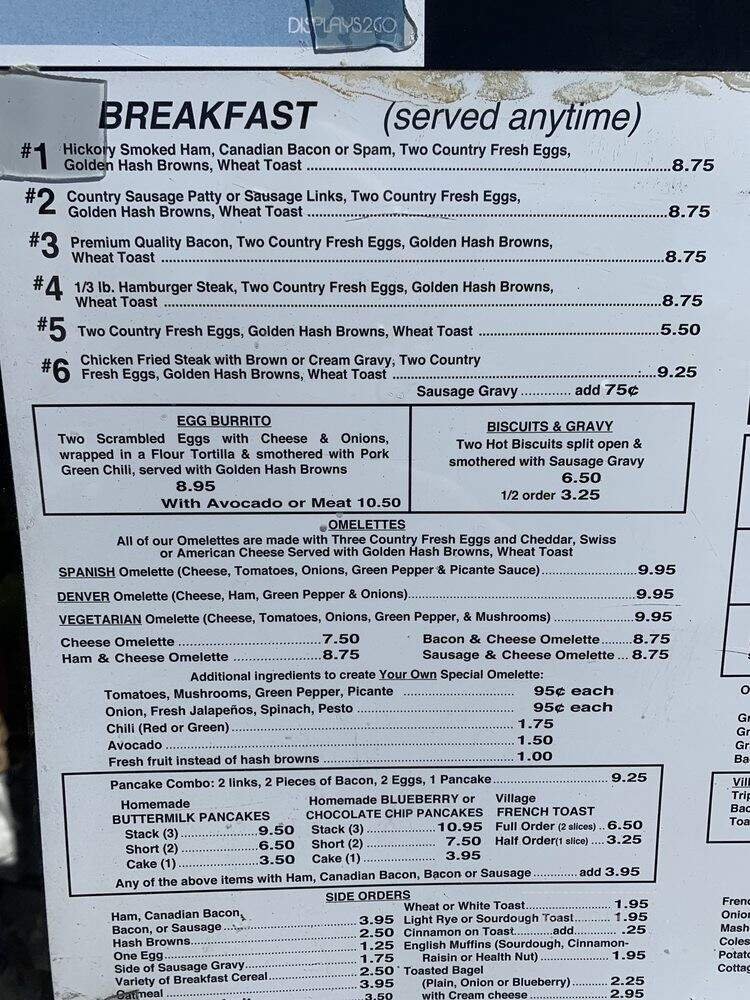 DISPLAYS2GO
BREAKFAST (served anytime)
#1 Hickory Smoked Ham, Canadian Bacon or Spam, Two Country Fresh Eggs,
Golden Hash Browns, Wheat Toast 8.75
#2 Country Sausage Patty or Sausage Links, Two Country Fresh Eggs,
Golden Hash Browns, Wheat Toast 8.75
#3 Premium Quality Bacon, Two Country Fresh Eggs, Golden Hash Browns,
Wheat Toast 8.75
#4 1/3 lb. Hamburger Steak, Two Country Fresh Eggs, Golden Hash Browns,
Wheat Toast 8.75
#5 Two Country Fresh Eggs, Golden Hash Browns, Wheat Toast 5.50
#6 Chicken Fried Steak with Brown or Cream Gravy, Two Country
Fresh Eggs, Golden Hash Browns, Wheat Toast 9.25
Sausage Gravy add 75¢
EGG BURRITO
Two Scrambled Eggs with Cheese & Onions,
wrapped in a Flour Tortilla & smothered with Pork
Green Chili, served with Golden Hash Browns
8.95
With Avocado or Meat 10.50
BISCUITS & GRAVY
Two Hot Biscuits split open &
smothered with Sausage Gravy
6.50
1/2 order 3.25
OMELETTES
All of our Omelettes are made with Three Country Fresh Eggs and Cheddar, Swiss
or American Cheese Served with Golden Hash Browns, Wheat Toast
SPANISH Omelette (Cheese, Tomatoes, Onions, Green Pepper & Picante Sauce) 9.95
DENVER Omelette (Cheese, Ham, Green Pepper & Onions) 9.95
VEGETARIAN Omelette (Cheese, Tomatoes, Onions, Green Pepper, & Mushrooms) 9.95
Cheese Omelette 7.50 Bacon & Cheese Omelette 8.75
Ham & Cheese Omelette 8.75 Sausage & Cheese Omelette 8.75
Additional ingredients to create Your Own Special Omelette:
Tomatoes, Mushrooms, Green Pepper, Picante 95¢ each
Onion, Fresh Jalapeños, Spinach, Pesto 95¢ each
Chili (Red or Green) 1.75
Avocado 1.50
Fresh fruit instead of hash browns 1.00
Pancake Combo: 2 links, 2 Pieces of Bacon, 2 Eggs, 1 Pancake 9.25
Homemade
BUTTERMILK PANCAKES
Stack (3) 9.50
Short (2) 6.50
Cake (1) 3.50
Homemade BLUEBERRY or
CHOCOLATE CHIP PANCAKES
Stack (3) 10.95
Short (2) 7.50
Cake (1) 3.95
Village
FRENCH TOAST
Full Order (2 slices) 6.50
Half Order (1 slice) 3.25
Any of the above items with Ham, Canadian Bacon, Bacon or Sausage add 3.95
SIDE ORDERS
Ham, Canadian Bacon,
Bacon, or Sausage 3.95
Hash Browns 2.50
One Egg 1.25
Side of Sausage Gravy 1.75
Variety of Breakfast Cereal 2.50
Oatmeal 3.95
3.50
Wheat or White Toast 1.95
Light Rye or Sourdough Toast 1.95
Cinnamon on Toast add .25
English Muffins (Sourdough, Cinnamon-
Raisin or Health Nut) 1.95
Toasted Bagel
(Plain, Onion or Blueberry) 2.25
with Cream cheese 2.95
O
Gr
Gr
Gr
Ba
Vill
Trip
Bac
Toa
Fren
Onio
Mash
Coles
Potat
Cottag